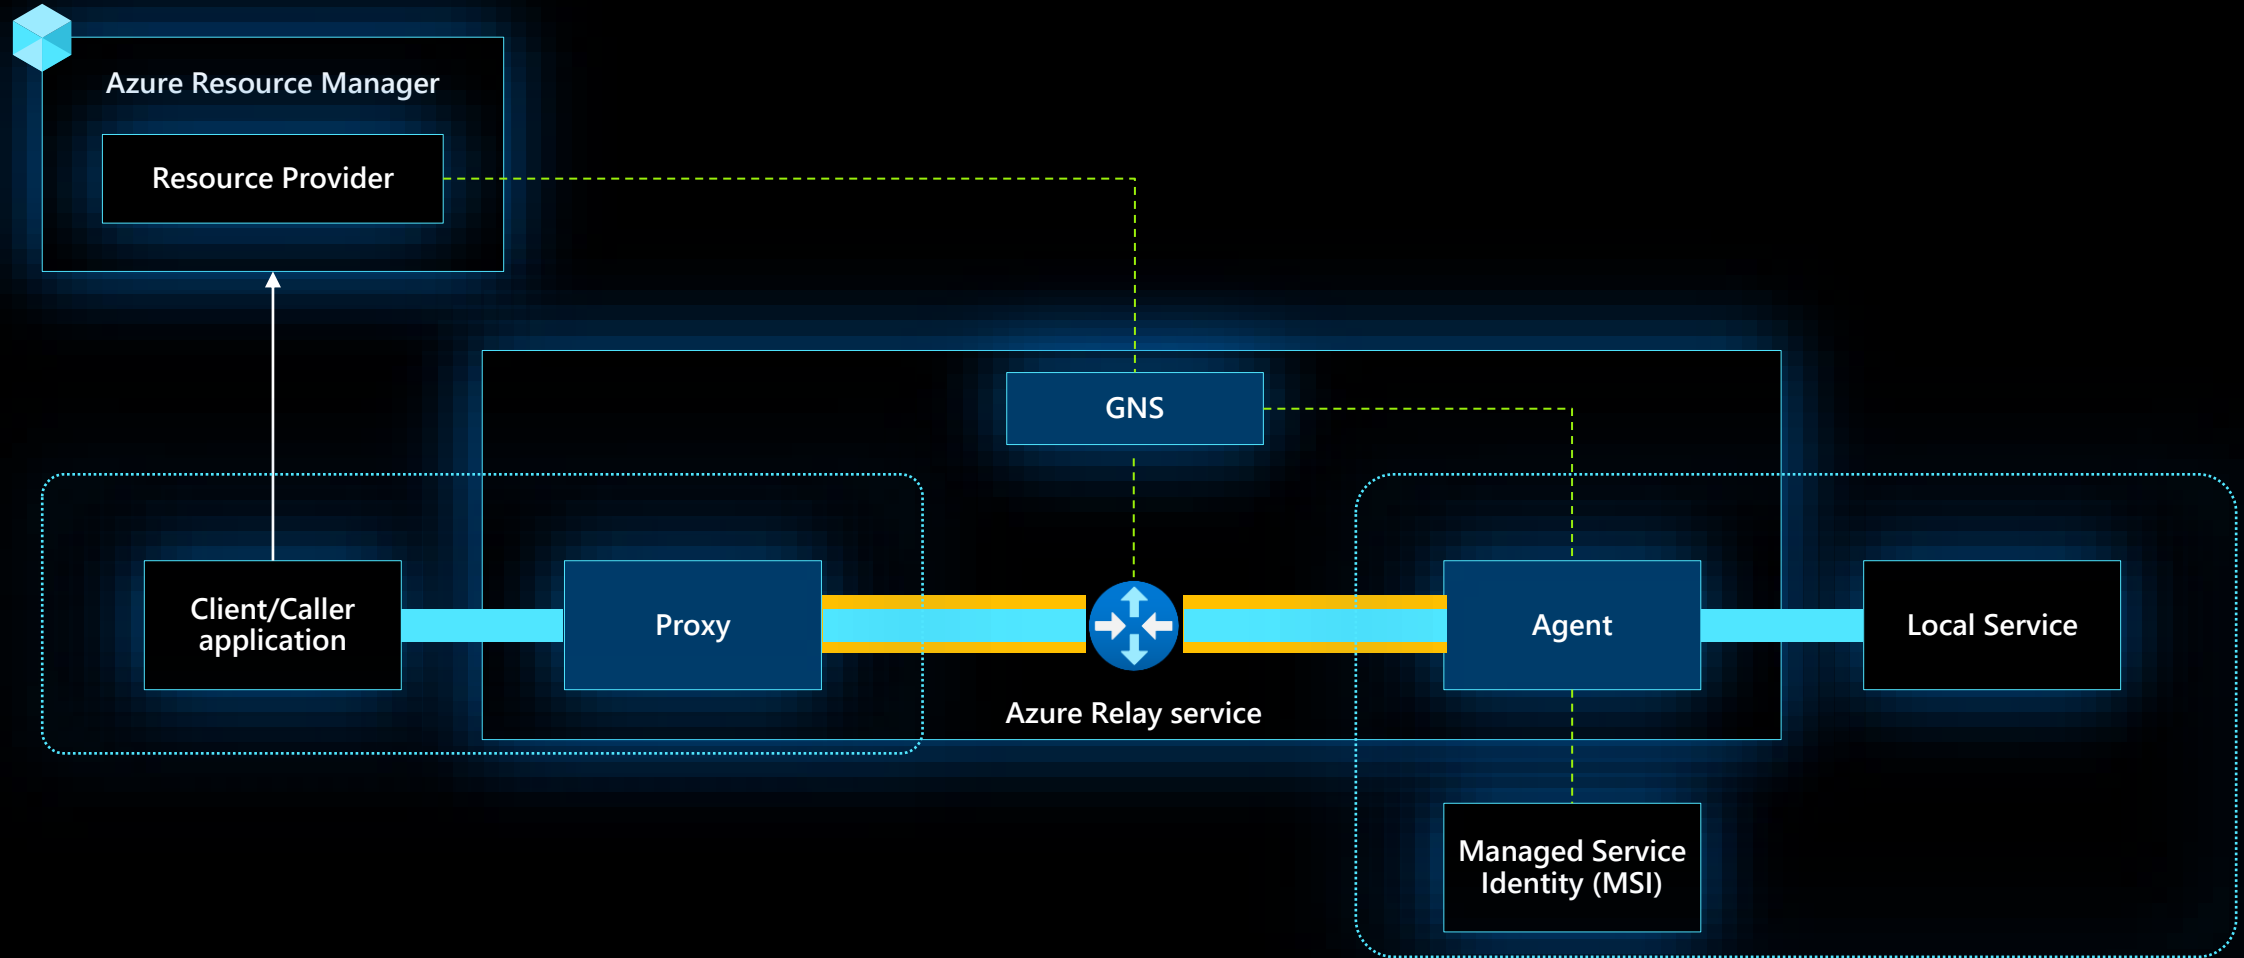 Azure Resource Manager
Resource Provider
GNS
Client/Caller
application
Proxy
Agent
Local Service
Azure Relay service
Managed Service
Identity (MSI)